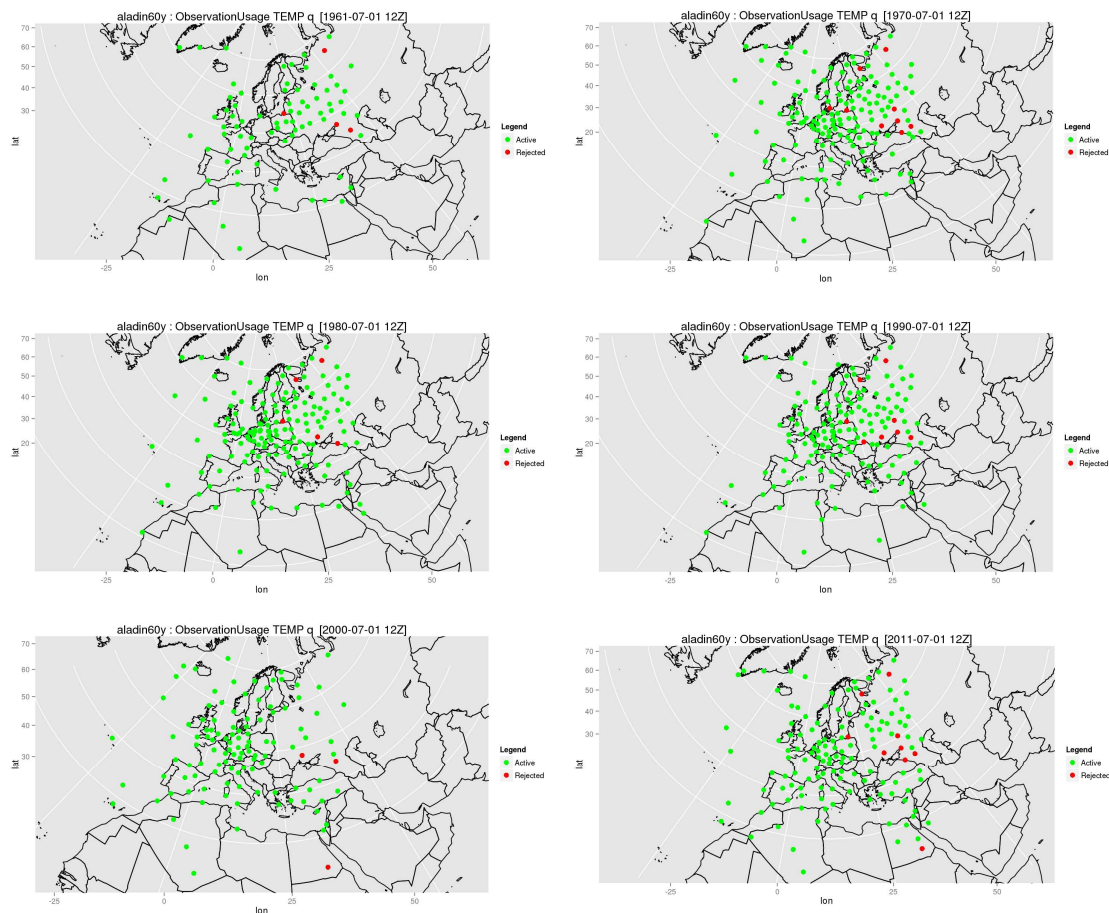 aladin60y : ObservationUsage TEMP q [1961-07-01 12Z]
70
60
50
40
30
lat
-25
0
25
50
lon
Legend
Active
Rejected
aladin60y : ObservationUsage TEMP q [1970-07-01 12Z]
70
60
50
40
30
20
lat
-25
0
25
50
lon
Legend
Active
Rejected
aladin60y : ObservationUsage TEMP q [1980-07-01 12Z]
70
60
50
40
30
20
lat
-25
0
25
50
lon
Legend
Active
Rejected
aladin60y : ObservationUsage TEMP q [1990-07-01 12Z]
70
60
50
40
30
20
lat
-25
0
25
50
lon
Legend
Active
Rejected
aladin60y : ObservationUsage TEMP q [2000-07-01 12Z]
70
60
50
40
30
lat
-25
0
25
50
lon
Legend
Active
Rejected
aladin60y : ObservationUsage TEMP q [2011-07-01 12Z]
70
60
50
40
30
lat
-25
0
25
50
lon
Legend
Active
Rejected